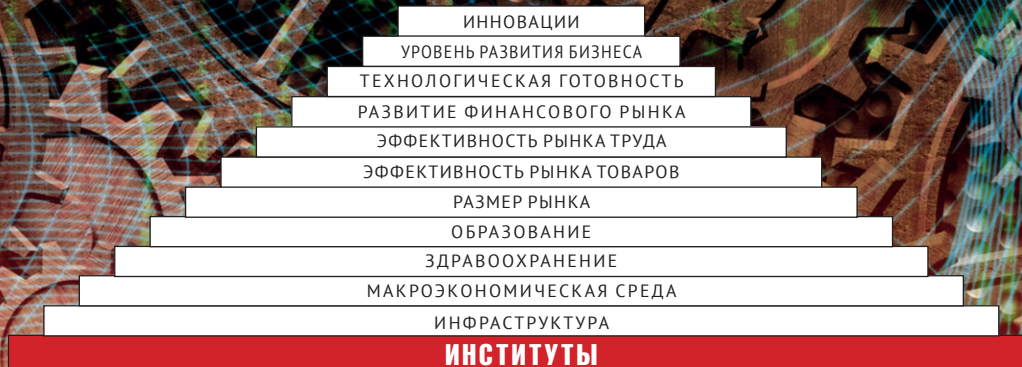 ИННОВАЦИИ
УРОВЕНЬ РАЗВИТИЯ БИЗНЕСА
ТЕХНОЛОГИЧЕСКАЯ ГОТОВНОСТЬ
РАЗВИТИЕ ФИНАНСОВОГО РЫНКА
ЭФФЕКТИВНОСТЬ РЫНКА ТРУДА
ЭФФЕКТИВНОСТЬ РЫНКА ТОВАРОВ
РАЗМЕР РЫНКА
ОБРАЗОВАНИЕ
ЗДРАВООХРАНЕНИЕ
МАКРОЭКОНОМИЧЕСКАЯ СРЕДА
ИНФРАСТРУКТУРА
ИНСТИТУТЫ